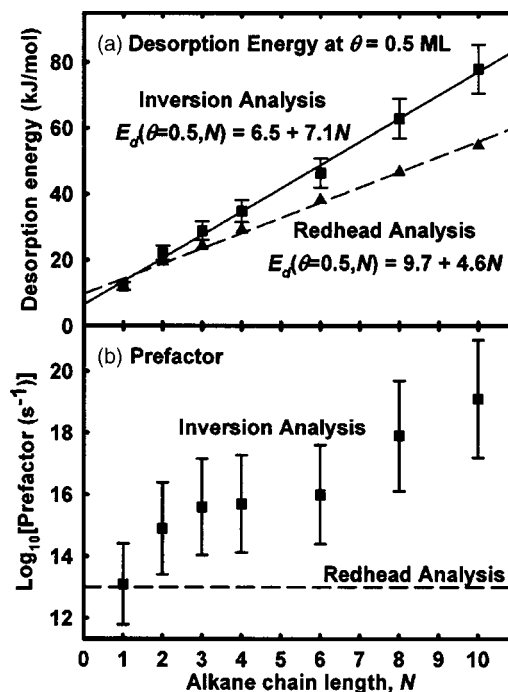 (a) Desorption Energy at θ = 0.5 ML
Desorption energy (kJ/mol)
80
60
40
20
0
Inversion Analysis
E_d(θ=0.5,N) = 6.5 + 7.1N
Redhead Analysis
E_d(θ=0.5,N) = 9.7 + 4.6N
(b) Prefactor
Log₁₀[Prefactor (s⁻¹)]
20
18
16
14
12
Inversion Analysis
Redhead Analysis
0 1 2 3 4 5 6 7 8 9 10
Alkane chain length, N